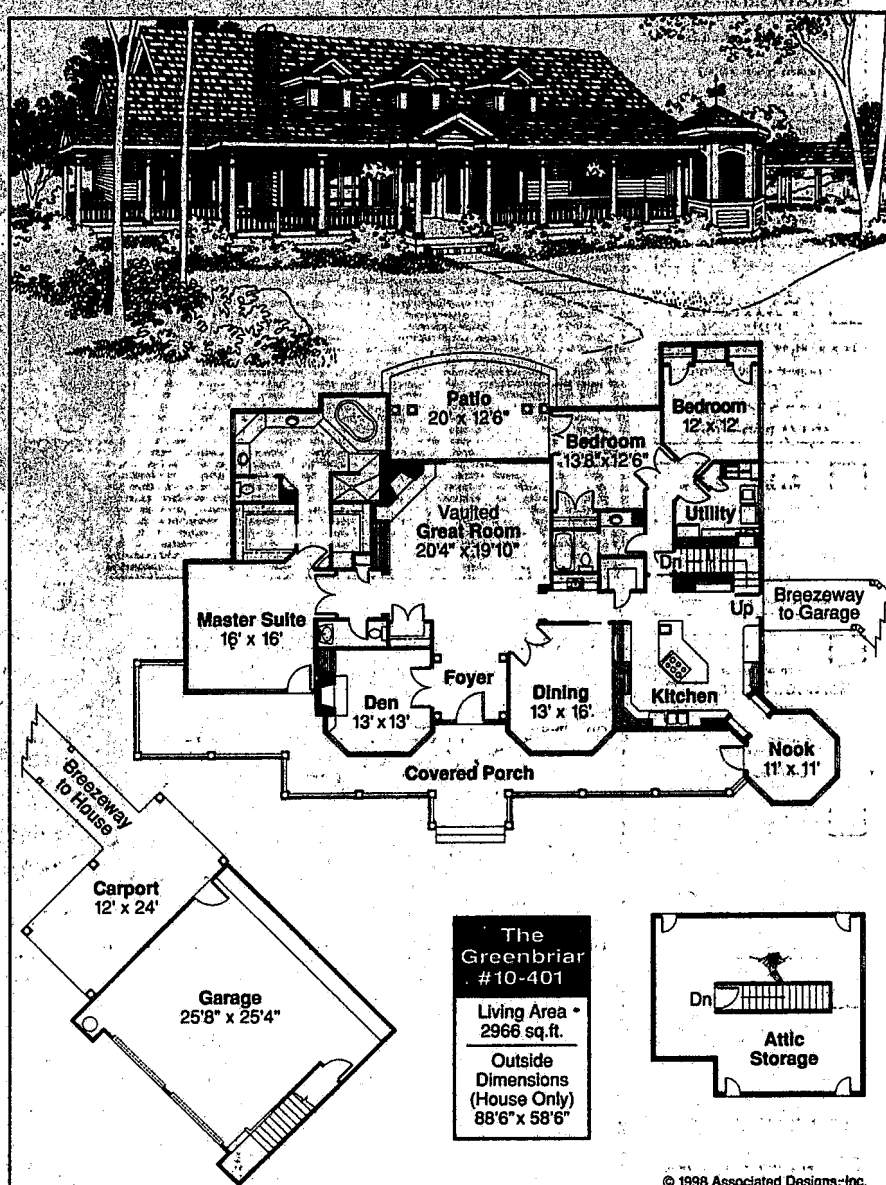 Patio
20' x 12'6"
Bedroom
12' x 12'
Bedroom
13'8" x 12'6"
Vaulted
Great Room
20'4" x 19'10"
Utility
Dn
Up
Breezeway
to Garage
Master Suite
16' x 16'
Den
13' x 13'
Foyer
Dining
13' x 16'
Kitchen
Nook
11' x 11'
Covered Porch
Breezeway
to House
Carport
12' x 24'
Garage
25'8" x 25'4"
The
Greenbriar
#10-401
Living Area
2966 sq.ft.
Outside
Dimensions
(House Only)
88'6" x 58'6"
Dn
Attic
Storage
© 1998 Associated Designs, Inc.